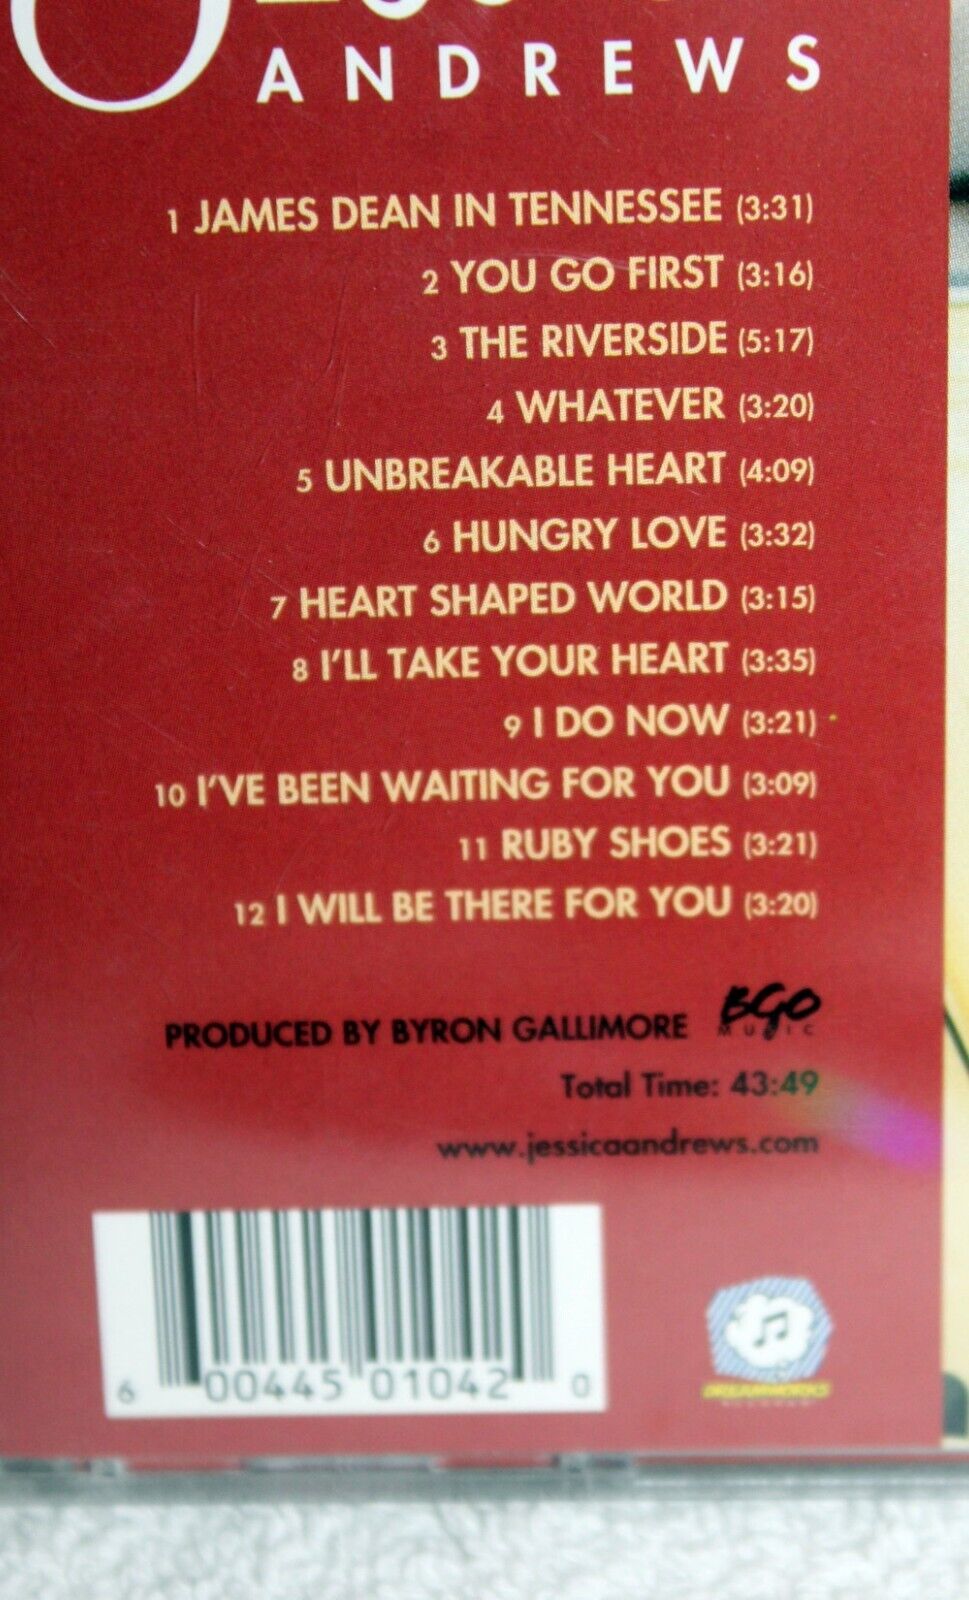 ANDREWS
1 JAMES DEAN IN TENNESSEE (3:31)
2 YOU GO FIRST (3:16)
3 THE RIVERSIDE (5:17)
4 WHATEVER (3:20)
5 UNBREAKABLE HEART (4:09)
6 HUNGRY LOVE (3:32)
7 HEART SHAPED WORLD (3:15)
8 I'LL TAKE YOUR HEART (3:35)
9 I DO NOW (3:21)
10 I'VE BEEN WAITING FOR YOU (3:09)
11 RUBY SHOES (3:21)
12 I WILL BE THERE FOR YOU (3:20)
PRODUCED BY BYRON GALLIMORE BGO MUSIC
Total Time: 43:49
www.jessicaandrews.com
6 00445 01042 0
DREAMWORKS
RECORDS